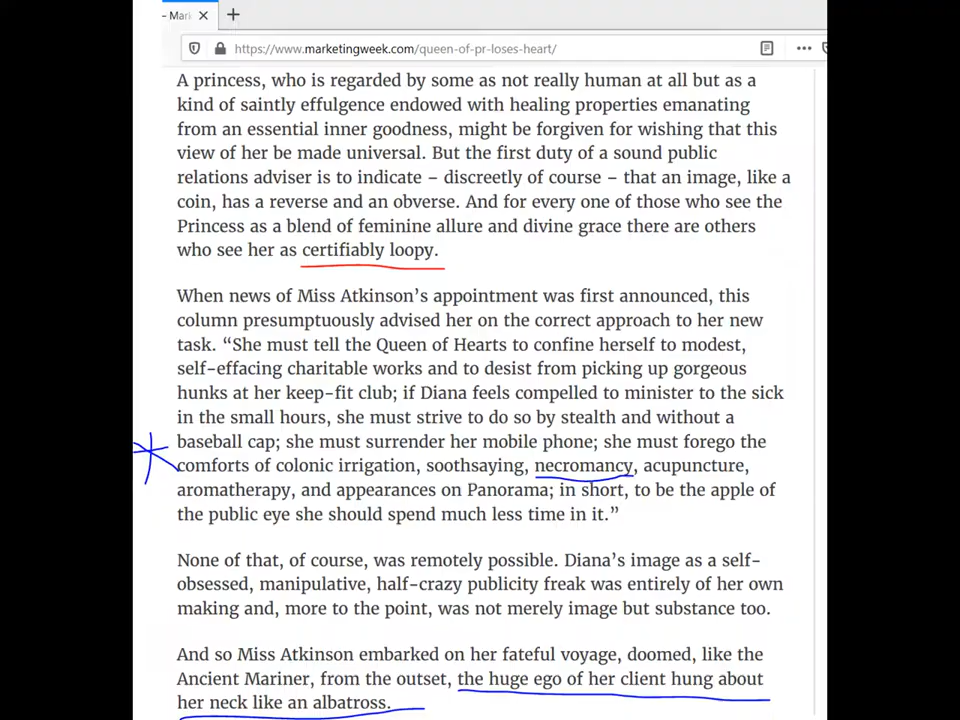 – Mark
https://www.marketingweek.com/queen-of-pr-loses-heart/
A princess, who is regarded by some as not really human at all but as a
kind of saintly effulgence endowed with healing properties emanating
from an essential inner goodness, might be forgiven for wishing that this
view of her be made universal. But the first duty of a sound public
relations adviser is to indicate – discreetly of course – that an image, like a
coin, has a reverse and an obverse. And for every one of those who see the
Princess as a blend of feminine allure and divine grace there are others
who see her as certifiably loopy.
When news of Miss Atkinson’s appointment was first announced, this
column presumptuously advised her on the correct approach to her new
task. “She must tell the Queen of Hearts to confine herself to modest,
self-effacing charitable works and to desist from picking up gorgeous
hunks at her keep-fit club; if Diana feels compelled to minister to the sick
in the small hours, she must strive to do so by stealth and without a
baseball cap; she must surrender her mobile phone; she must forego the
comforts of colonic irrigation, soothsaying, necromancy, acupuncture,
aromatherapy, and appearances on Panorama; in short, to be the apple of
the public eye she should spend much less time in it.”
None of that, of course, was remotely possible. Diana’s image as a self-
obsessed, manipulative, half-crazy publicity freak was entirely of her own
making and, more to the point, was not merely image but substance too.
And so Miss Atkinson embarked on her fateful voyage, doomed, like the
Ancient Mariner, from the outset, the huge ego of her client hung about
her neck like an albatross.